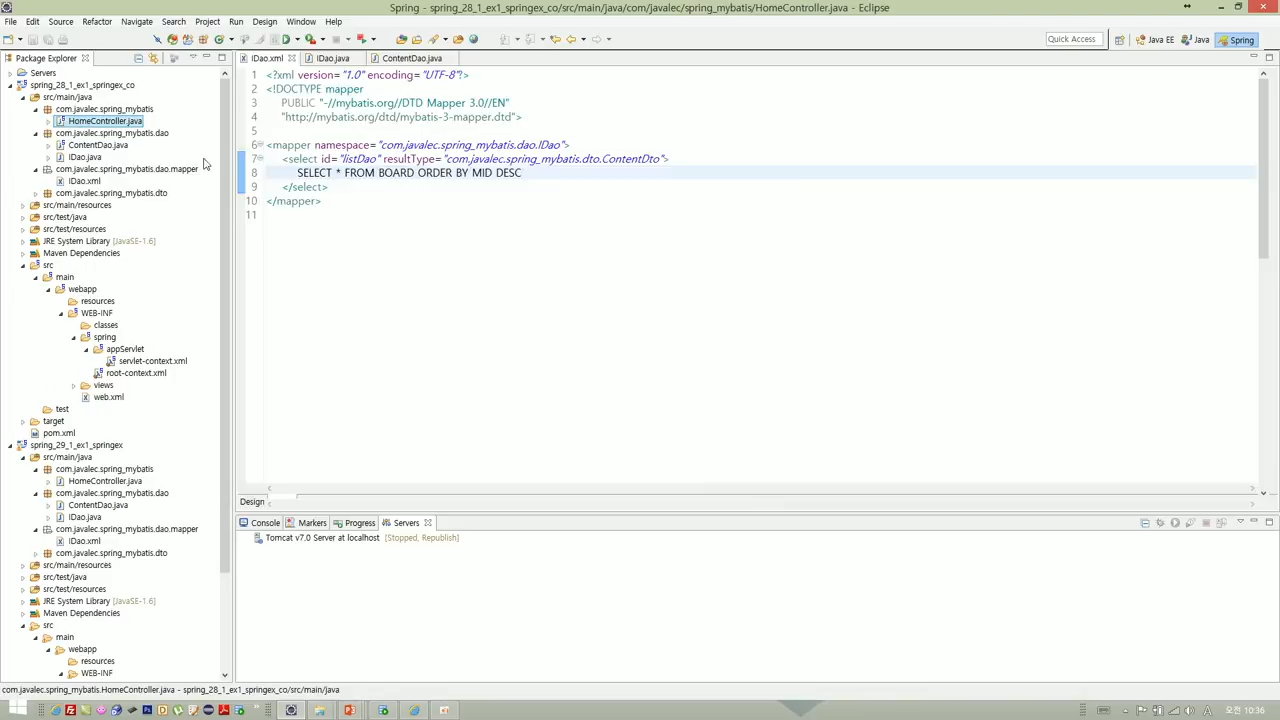 Spring - spring_28_1_ex1_springex_co/src/main/java/com/javalec/spring_mybatis/HomeController.java - Eclipse
File Edit Source Refactor Navigate Search Project Run Design Window Help
Quick Access
Java EE Java Spring
Package Explorer
IDao.xml IDao.java ContentDao.java
Servers
spring_28_1_ex1_springex_co
src/main/java
com.javalec.spring_mybatis
HomeController.java
com.javalec.spring_mybatis.dao
ContentDao.java
IDao.java
com.javalec.spring_mybatis.dao.mapper
IDao.xml
com.javalec.spring_mybatis.dto
src/main/resources
src/test/java
src/test/resources
JRE System Library [JavaSE-1.6]
Maven Dependencies
src
main
webapp
resources
WEB-INF
classes
spring
appServlet
servlet-context.xml
root-context.xml
views
web.xml
test
target
pom.xml
spring_29_1_ex1_springex
src/main/java
com.javalec.spring_mybatis
HomeController.java
com.javalec.spring_mybatis.dao
ContentDao.java
IDao.java
com.javalec.spring_mybatis.dao.mapper
IDao.xml
com.javalec.spring_mybatis.dto
src/main/resources
src/test/java
src/test/resources
JRE System Library [JavaSE-1.6]
Maven Dependencies
src
main
webapp
resources
WEB-INF
1 <?xml version="1.0" encoding="UTF-8"?>
2 <!DOCTYPE mapper
3 PUBLIC "-//mybatis.org//DTD Mapper 3.0//EN"
4 "http://mybatis.org/dtd/mybatis-3-mapper.dtd">
5
6 <mapper namespace="com.javalec.spring_mybatis.dao.IDao">
7 <select id="listDao" resultType="com.javalec.spring_mybatis.dto.ContentDto">
8 SELECT * FROM BOARD ORDER BY MID DESC
9 </select>
10 </mapper>
11
Design
Console Markers Progress Servers
Tomcat v7.0 Server at localhost [Stopped, Republish]
com.javalec.spring_mybatis.HomeController.java - spring_28_1_ex1_springex_co/src/main/java
오전 10:36